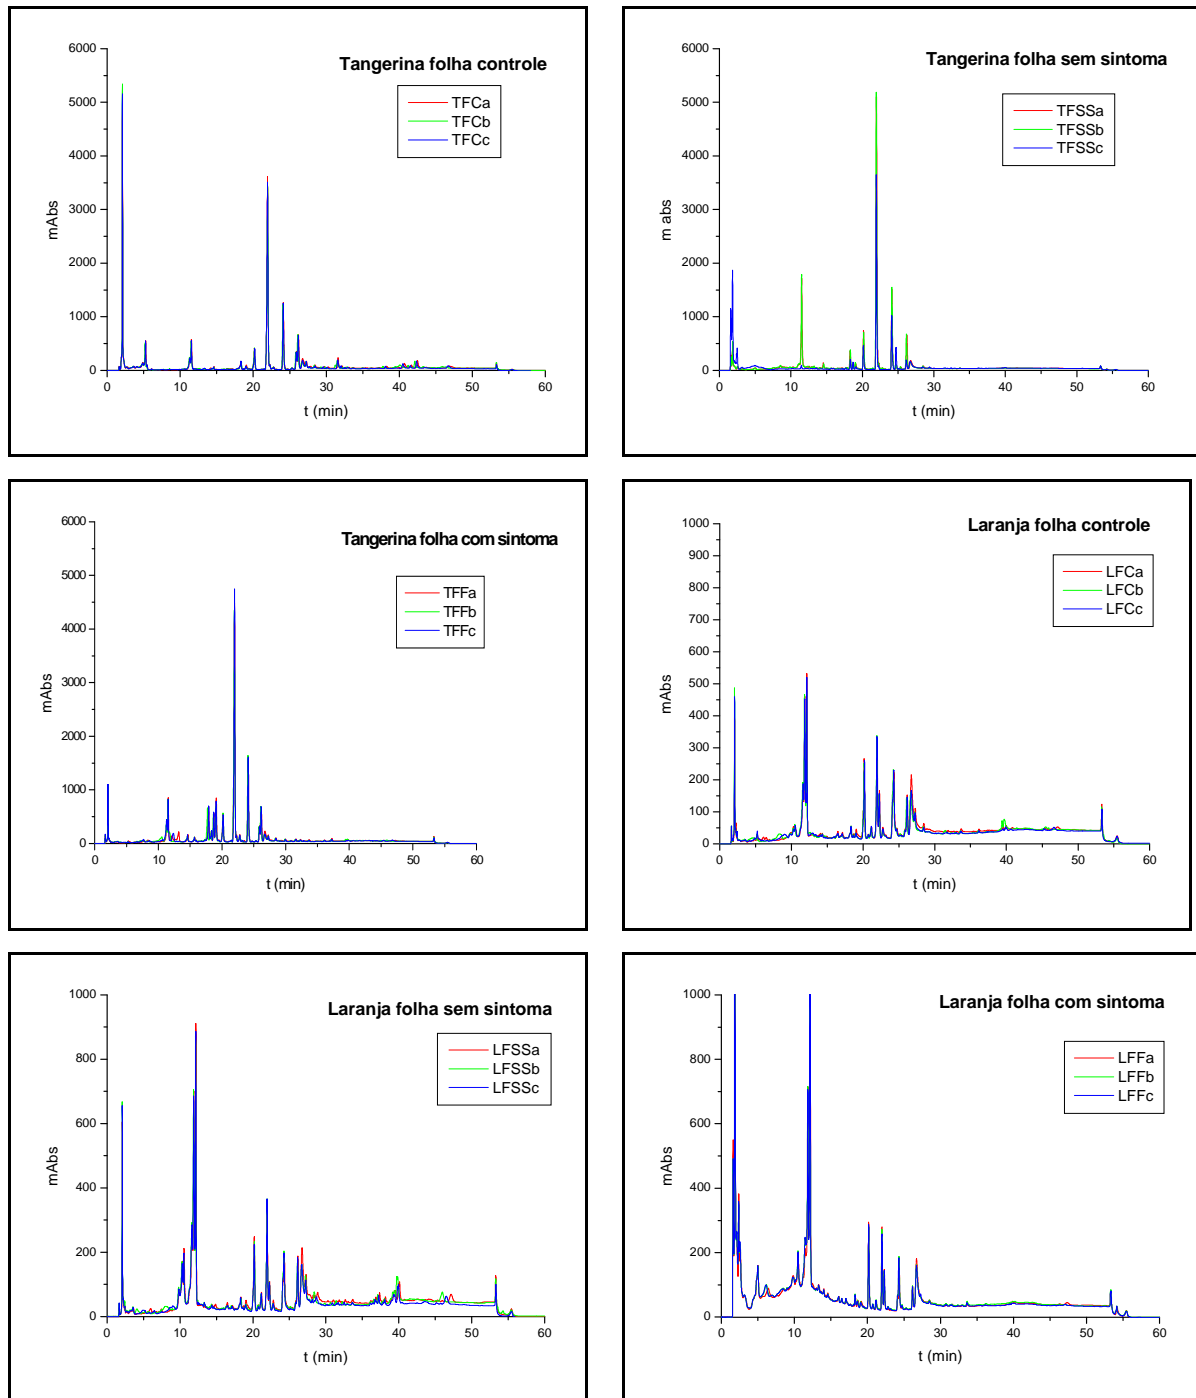 Tangerina folha controle
TFCa
TFCb
TFCc
6000
5000
4000
3000
2000
1000
0
mAbs
0 10 20 30 40 50 60
t (min)
Tangerina folha sem sintoma
TFSSa
TFSSb
TFSSc
6000
5000
4000
3000
2000
1000
0
m abs
0 10 20 30 40 50 60
t (min)
Tangerina folha com sintoma
TFFa
TFFb
TFFc
6000
5000
4000
3000
2000
1000
0
mAbs
0 10 20 30 40 50 60
t (min)
Laranja folha controle
LFCa
LFCb
LFCc
1000
900
800
700
600
500
400
300
200
100
0
mAbs
0 10 20 30 40 50 60
t (min)
Laranja folha sem sintoma
LFSSa
LFSSb
LFSSc
1000
800
600
400
200
0
mAbs
0 10 20 30 40 50 60
t (min)
Laranja folha com sintoma
LFFa
LFFb
LFFc
1000
800
600
400
200
0
mAbs
0 10 20 30 40 50 60
t (min)